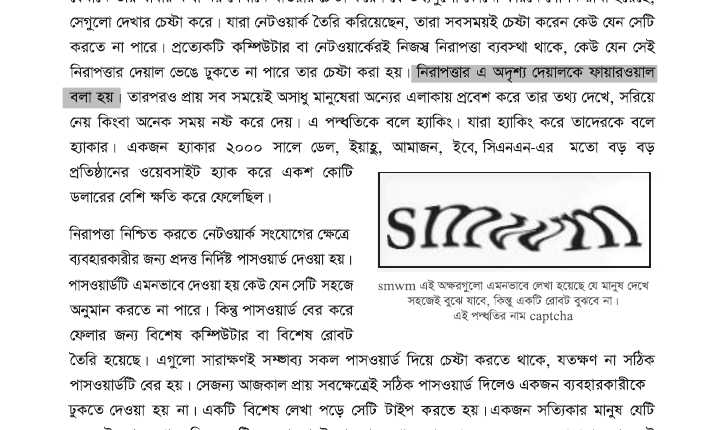 সেগুলো দেখার চেষ্টা করে। যারা নেটওয়ার্ক তৈরি করিয়েছেন, তারা সবসময়ই চেষ্টা করেন কেউ যেন সেটি
করতে না পারে। প্রত্যেকটি কম্পিউটার বা নেটওয়ার্কেরই নিজস্ব নিরাপত্তা ব্যবস্থা থাকে, কেউ যেন সেই
নিরাপত্তার দেয়াল ভেঙে ঢুকতে না পারে তার চেষ্টা করা হয়। নিরাপত্তার এ অদৃশ্য দেয়ালকে ফায়ারওয়াল
বলা হয়। তারপরও প্রায় সব সময়েই অসাধু মানুষেরা অন্যের এলাকায় প্রবেশ করে তার তথ্য দেখে, সরিয়ে
নেয় কিংবা অনেক সময় নষ্ট করে দেয়। এ পদ্ধতিকে বলে হ্যাকিং। যারা হ্যাকিং করে তাদেরকে বলে
হ্যাকার। একজন হ্যাকার ২০০০ সালে ডেল, ইয়াহু, আমাজন, ইবে, সিএনএন-এর মতো বড় বড়
প্রতিষ্ঠানের ওয়েবসাইট হ্যাক করে একশ কোটি
ডলারের বেশি ক্ষতি করে ফেলেছিল।
নিরাপত্তা নিশ্চিত করতে নেটওয়ার্ক সংযোগের ক্ষেত্রে
ব্যবহারকারীর জন্য প্রদত্ত নির্দিষ্ট পাসওয়ার্ড দেওয়া হয়।
পাসওয়ার্ডটি এমনভাবে দেওয়া হয় কেউ যেন সেটি সহজে
অনুমান করতে না পারে। কিন্তু পাসওয়ার্ড বের করে
ফেলার জন্য বিশেষ কম্পিউটার বা বিশেষ রোবট
smwm
smwm এই অক্ষরগুলো এমনভাবে লেখা হয়েছে যে মানুষ দেখে
সহজেই বুঝে যাবে, কিন্তু একটি রোবট বুঝবে না।
এই পদ্ধতির নাম captcha
তৈরি হয়েছে। এগুলো সারাক্ষণই সম্ভাব্য সকল পাসওয়ার্ড দিয়ে চেষ্টা করতে থাকে, যতক্ষণ না সঠিক
পাসওয়ার্ডটি বের হয়। সেজন্য আজকাল প্রায় সবক্ষেত্রেই সঠিক পাসওয়ার্ড দিলেও একজন ব্যবহারকারীকে
ঢুকতে দেওয়া হয় না। একটি বিশেষ লেখা পড়ে সেটি টাইপ করতে হয়। একজন সত্যিকার মানুষ যেটি